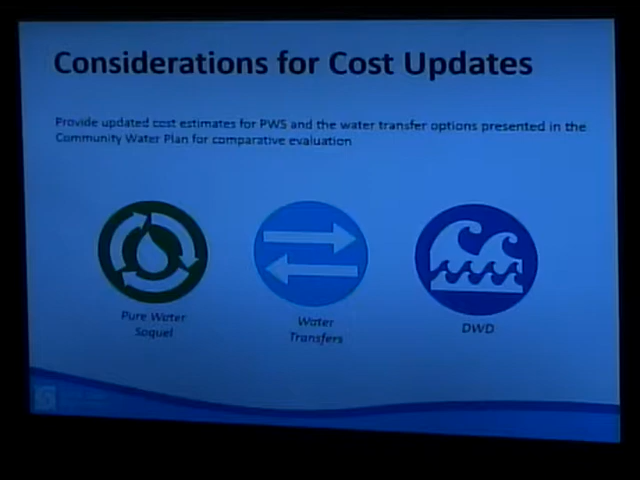 Considerations for Cost Updates
Provide updated cost estimates for PWS and the water transfer options presented in the
Community Water Plan for comparative evaluation
Pure Water
Soquel
Water
Transfers
DWD